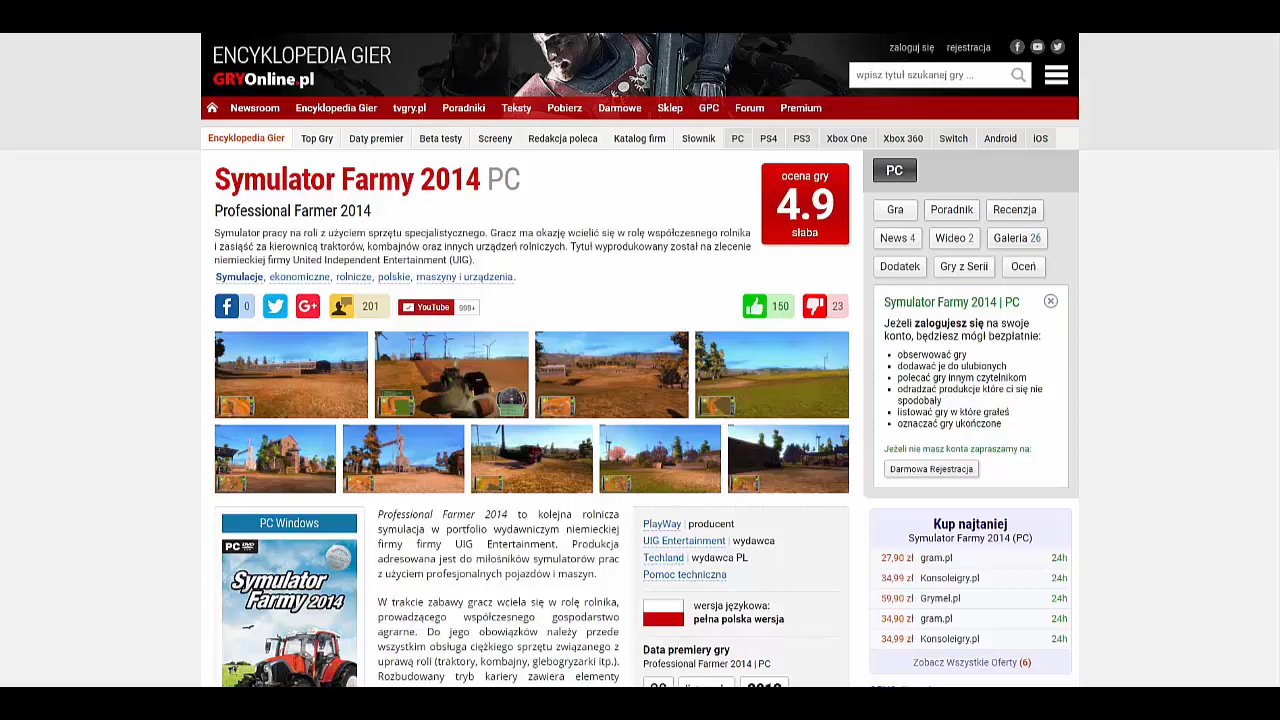 ENCYKLOPEDIA GIER
GRYOnline.pl
zaloguj się rejestracja
wpisz tytuł szukanej gry ...
Newsroom Encyklopedia Gier tvgry.pl Poradniki Teksty Pobierz Darmowe Sklep GPC Forum Premium
Encyklopedia Gier Top Gry Daty premier Beta testy Screeny Redakcja poleca Katalog firm Słownik PC PS4 PS3 Xbox One Xbox 360 Switch Android iOS
Symulator Farmy 2014 PC
Professional Farmer 2014
Symulator pracy na roli z użyciem sprzętu specjalistycznego. Gracz ma okazję wcielić się w rolę współczesnego rolnika
i zasiąść za kierownicą traktorów, kombajnów oraz innych urządzeń rolniczych. Tytuł wyprodukowany został na zlecenie
niemieckiej firmy United Independent Entertainment (UIG).
Symulacje, ekonomiczne, rolnicze, polskie, maszyny i urządzenia.
ocena gry
4.9
słaba
0
201
YouTube 999+
150
23
PC
Gra Poradnik Recenzja
News 4 Wideo 2 Galeria 26
Dodatek Gry z Serii Oceń
Symulator Farmy 2014 | PC
Jeżeli zalogujesz się na swoje
konto, będziesz mógł bezpłatnie:
obserwować gry
dodawać je do ulubionych
polecać gry innym czytelnikom
odradzać produkcje które ci się nie
spodobały
listować gry w które grałeś
oznaczać gry ukończone
Jeżeli nie masz konta zapraszamy na:
Darmowa Rejestracja
PC Windows
PC DVD
Symulator
Farmy 2014
Professional Farmer 2014 to kolejna rolnicza
symulacja w portfolio wydawniczym niemieckiej
firmy firmy UIG Entertainment. Produkcja
adresowana jest do miłośników symulatorów prac
z użyciem profesjonalnych pojazdów i maszyn.
W trakcie zabawy gracz wciela się w rolę rolnika,
prowadzącego współczesnego gospodarstwo
agrarne. Do jego obowiązków należy przede
wszystkim obsługa ciężkiego sprzętu związanego z
uprawą roli (traktory, kombajny, glebogryzarki itp.).
Rozbudowany tryb kariery zawiera elementy
PlayWay | producent
UIG Entertainment | wydawca
Techland | wydawca PL
Pomoc techniczna
wersja językowa:
pełna polska wersja
Data premiery gry
Professional Farmer 2014 | PC
Kup najtaniej
Symulator Farmy 2014 (PC)
27,90 zł gram.pl 24h
34,99 zł Konsoleigry.pl 24h
59,90 zł Grymel.pl 24h
34,90 zł gram.pl 24h
34,99 zł Konsoleigry.pl 24h
Zobacz Wszystkie Oferty (6)